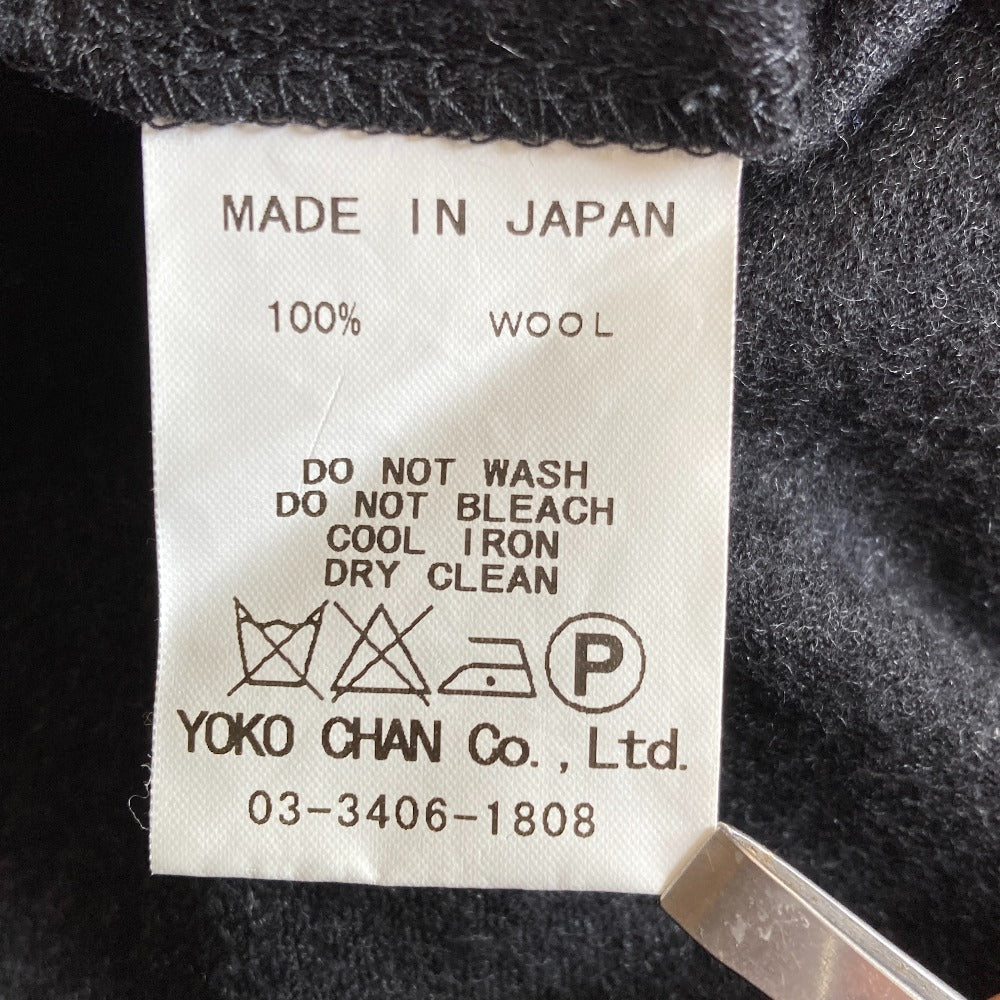 MADE IN JAPAN
100% WOOL
DO NOT WASH
DO NOT BLEACH
COOL IRON
DRY CLEAN
P
YOKO CHAN Co., Ltd.
03-3406-1808